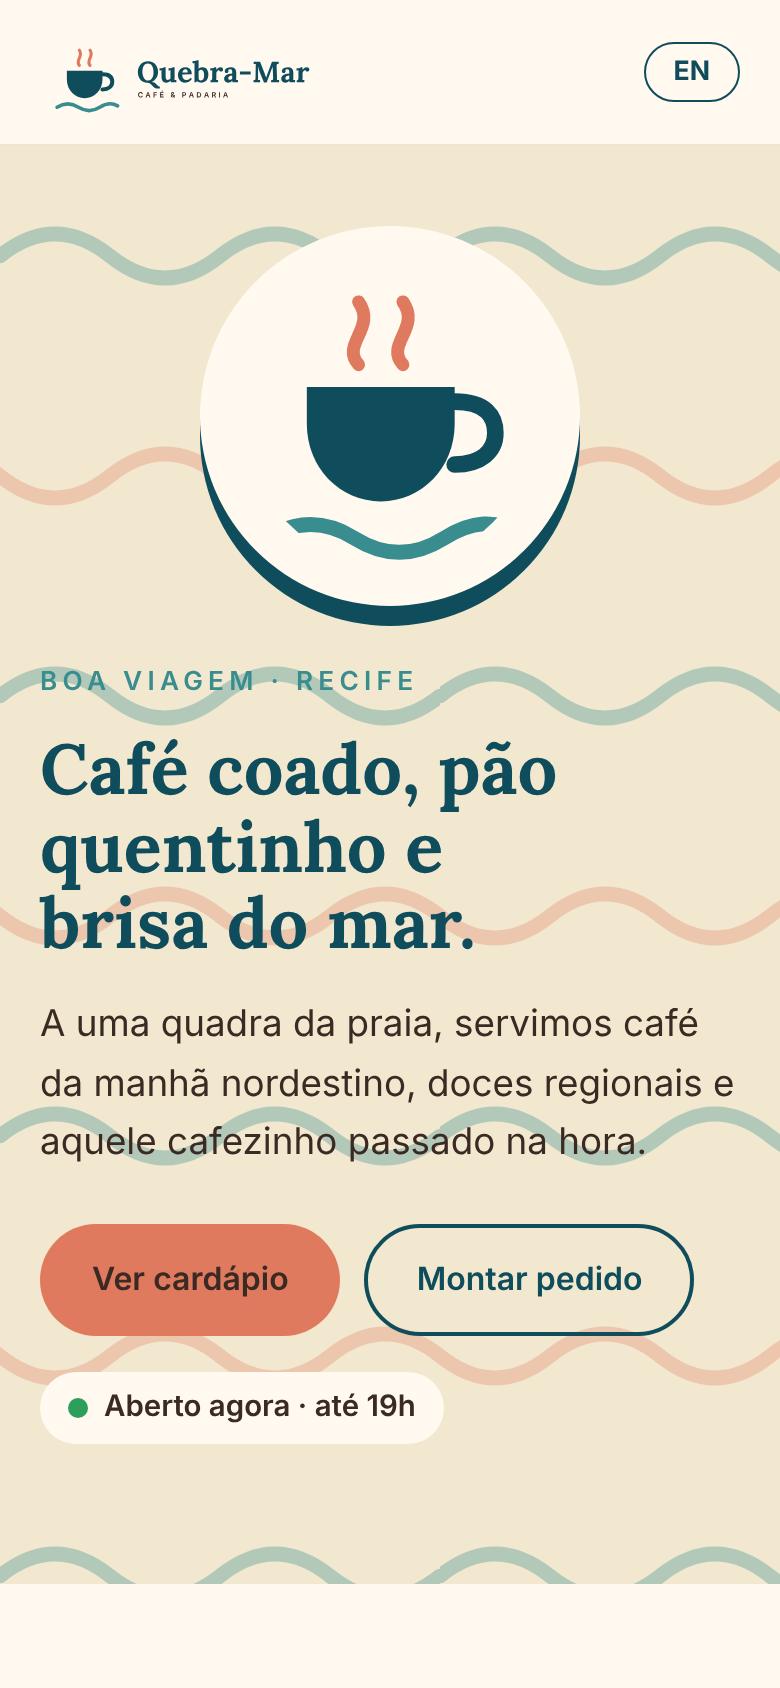 Quebra-Mar
CAFÉ & PADARIA
EN
BOA VIAGEM · RECIFE
Café coado, pão
quentinho e
brisa do mar.
A uma quadra da praia, servimos café
da manhã nordestino, doces regionais e
aquele cafezinho passado na hora.
Ver cardápio
Montar pedido
Aberto agora · até 19h